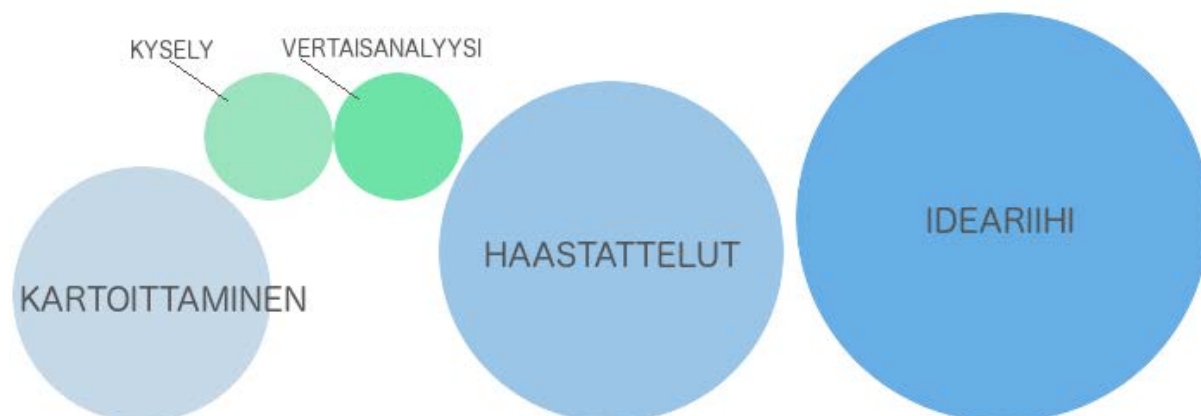 KYSELY
VERTAISANALYYSI
KARTOITTAMINEN
HAASTATTELUT
IDEARIIHI